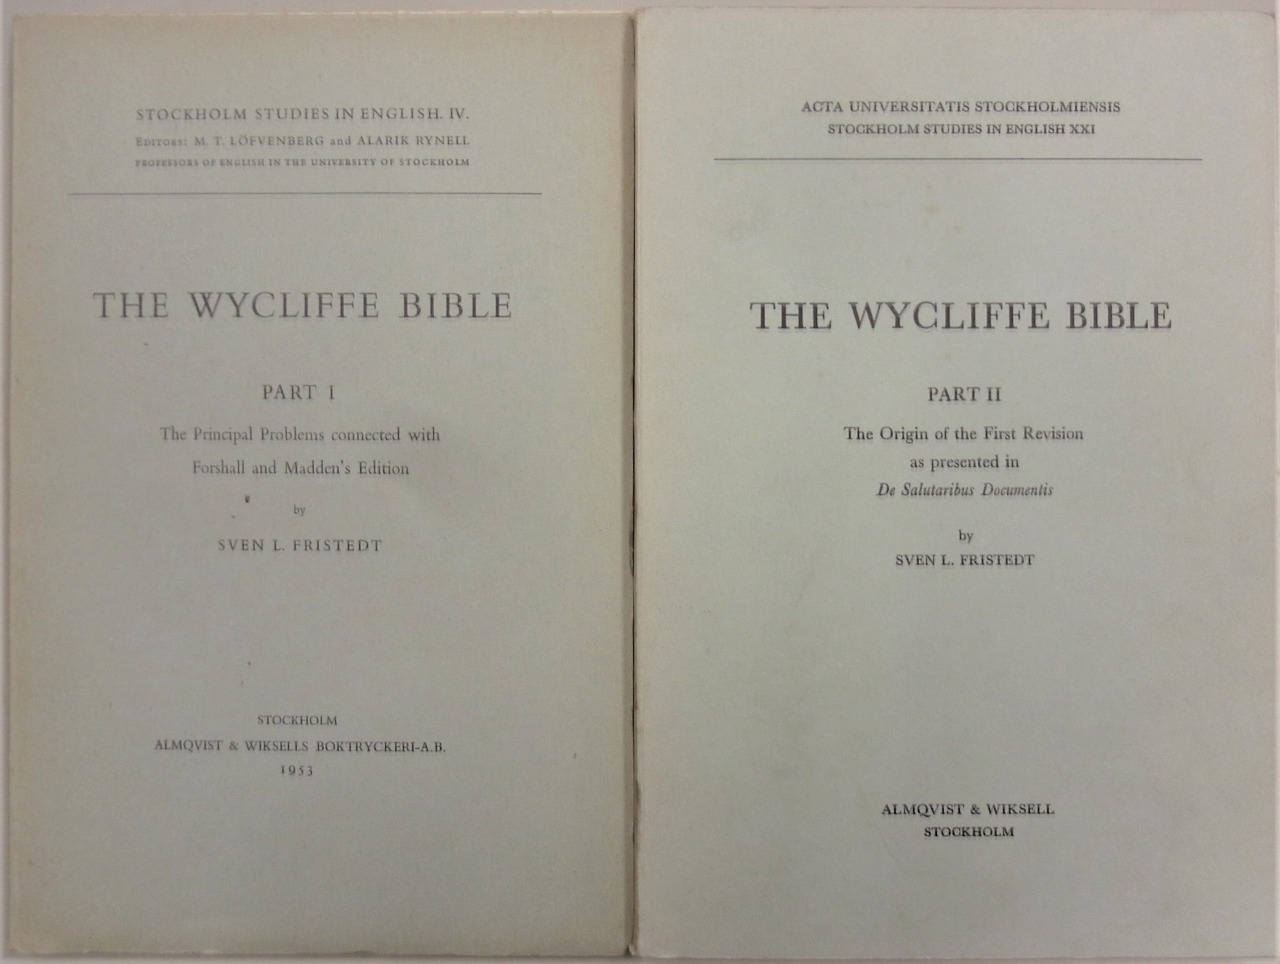 STOCKHOLM STUDIES IN ENGLISH. IV.
EDITORS: M. T. LÖFVENBERG and ALARIK RYNELL
PROFESSORS OF ENGLISH IN THE UNIVERSITY OF STOCKHOLM
THE WYCLIFFE BIBLE
PART I
The Principal Problems connected with
Forshall and Madden's Edition
by
SVEN L. FRISTEDT
STOCKHOLM
ALMQVIST & WIKSELLS BOKTRYCKERI-A.B.
1953
ACTA UNIVERSITATIS STOCKHOLMIENSIS
STOCKHOLM STUDIES IN ENGLISH XXI
THE WYCLIFFE BIBLE
PART II
The Origin of the First Revision
as presented in
De Salutaribus Documentis
by
SVEN L. FRISTEDT
ALMQVIST & WIKSELL
STOCKHOLM